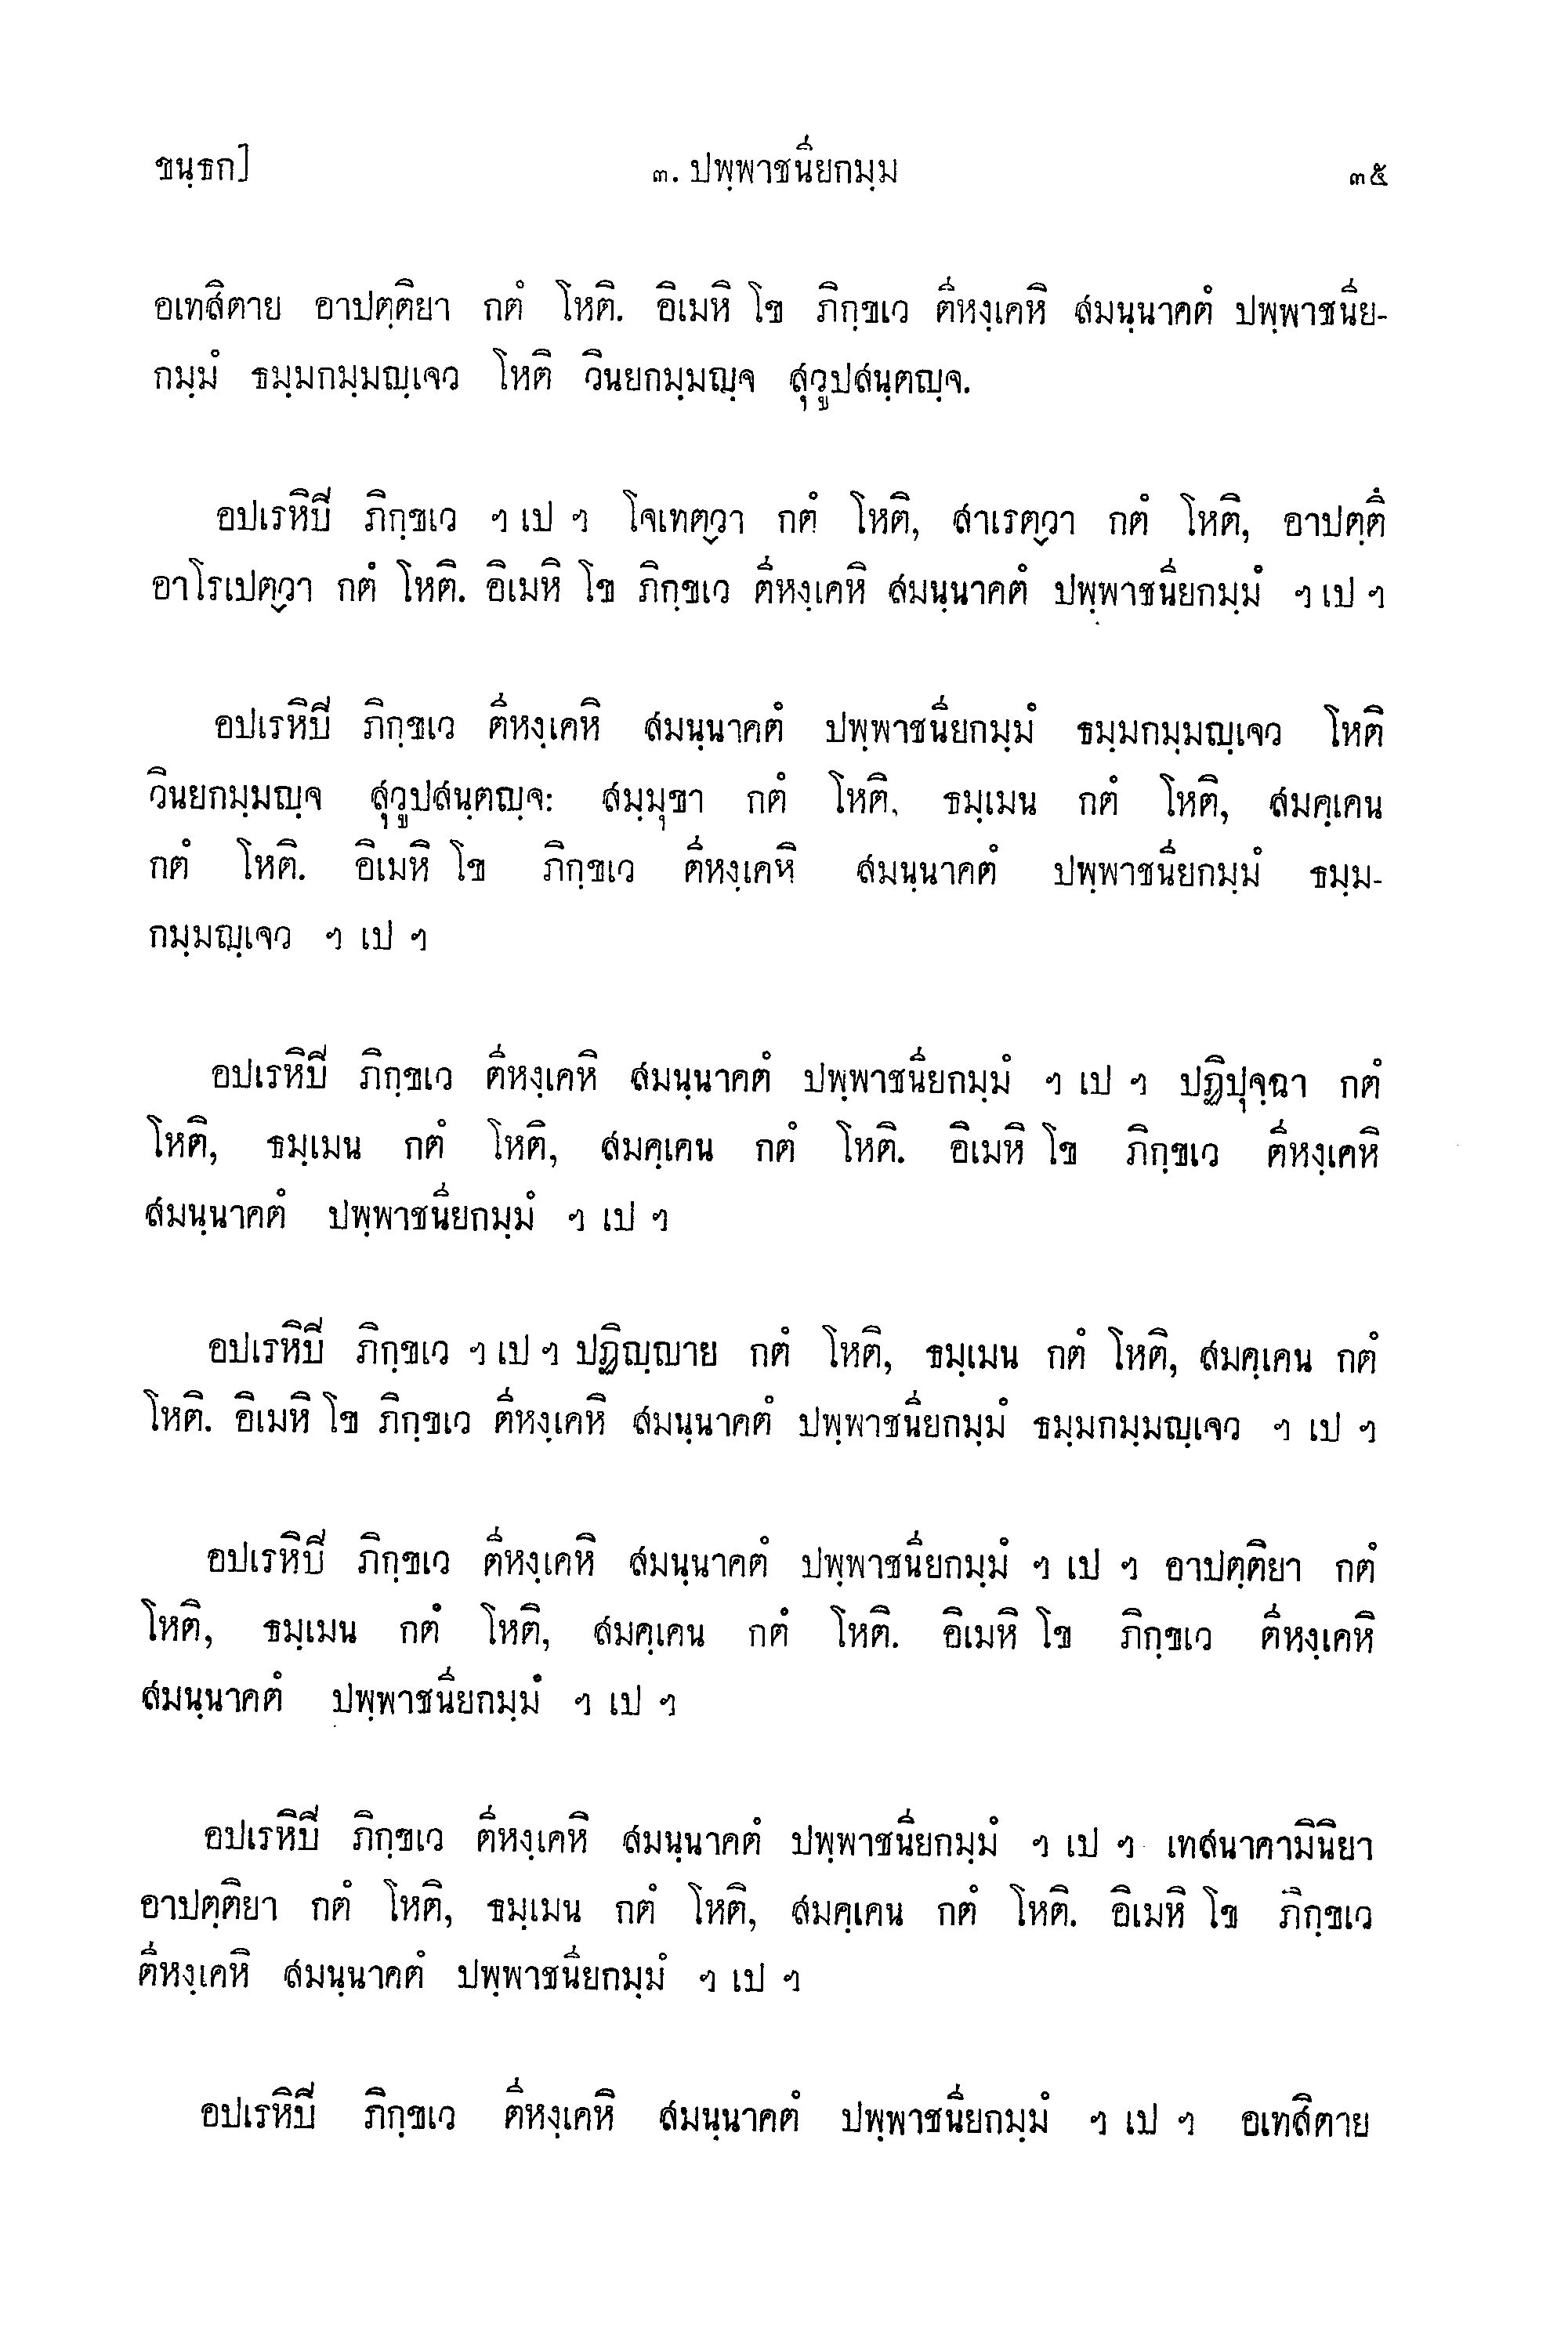 ขนฺธก] ๓. ปพฺพาชนียกมฺม ๓๕
อเทสิตาย อาปตฺติยา กตํ โหติ. อิเมหิ โข ภิกฺขเว ตีหงฺเคหิ สมนฺนาคตํ ปพฺพาชนีย-
กมฺมํ ธมฺมกมฺมญฺเจว โหติ วินยกมฺมญฺจ สุวูปสนฺตญฺจ.
อปเรหิปิ ภิกฺขเว ฯ เป ฯ โจเทตฺวา กตํ โหติ, สาเรตฺวา กตํ โหติ, อาปตฺตึ
อาโรเปตฺวา กตํ โหติ. อิเมหิ โข ภิกฺขเว ตีหงฺเคหิ สมนฺนาคตํ ปพฺพาชนียกมฺมํ ฯ เป ฯ
อปเรหิปิ ภิกฺขเว ตีหงฺเคหิ สมนฺนาคตํ ปพฺพาชนียกมฺมํ ธมฺมกมฺมญฺเจว โหติ
วินยกมฺมญฺจ สุวูปสนฺตญฺจ: สมฺมุขา กตํ โหติ, ธมฺเมน กตํ โหติ, สมคฺเคน
กตํ โหติ. อิเมหิ โข ภิกฺขเว ตีหงฺเคหิ สมนฺนาคตํ ปพฺพาชนียกมฺมํ ธมฺม-
กมฺมญฺเจว ฯ เป ฯ
อปเรหิปิ ภิกฺขเว ตีหงฺเคหิ สมนฺนาคตํ ปพฺพาชนียกมฺมํ ฯ เป ฯ ปฏิปุจฺฉา กตํ
โหติ, ธมฺเมน กตํ โหติ, สมคฺเคน กตํ โหติ. อิเมหิ โข ภิกฺขเว ตีหงฺเคหิ
สมนฺนาคตํ ปพฺพาชนียกมฺมํ ฯ เป ฯ
อปเรหิปิ ภิกฺขเว ฯ เป ฯ ปฏิญฺญาย กตํ โหติ, ธมฺเมน กตํ โหติ, สมคฺเคน กตํ
โหติ. อิเมหิ โข ภิกฺขเว ตีหงฺเคหิ สมนฺนาคตํ ปพฺพาชนียกมฺมํ ธมฺมกมฺมญฺเจว ฯ เป ฯ
อปเรหิปิ ภิกฺขเว ตีหงฺเคหิ สมนฺนาคตํ ปพฺพาชนียกมฺมํ ฯ เป ฯ อาปตฺติยา กตํ
โหติ, ธมฺเมน กตํ โหติ, สมคฺเคน กตํ โหติ. อิเมหิ โข ภิกฺขเว ตีหงฺเคหิ
สมนฺนาคตํ ปพฺพาชนียกมฺมํ ฯ เป ฯ
อปเรหิปิ ภิกฺขเว ตีหงฺเคหิ สมนฺนาคตํ ปพฺพาชนียกมฺมํ ฯ เป ฯ เทสนาคามินิยา
อาปตฺติยา กตํ โหติ, ธมฺเมน กตํ โหติ, สมคฺเคน กตํ โหติ. อิเมหิ โข ภิกฺขเว
ตีหงฺเคหิ สมนฺนาคตํ ปพฺพาชนียกมฺมํ ฯ เป ฯ
อปเรหิปิ ภิกฺขเว ตีหงฺเคหิ สมนฺนาคตํ ปพฺพาชนียกมฺมํ ฯ เป ฯ อเทสิตาย